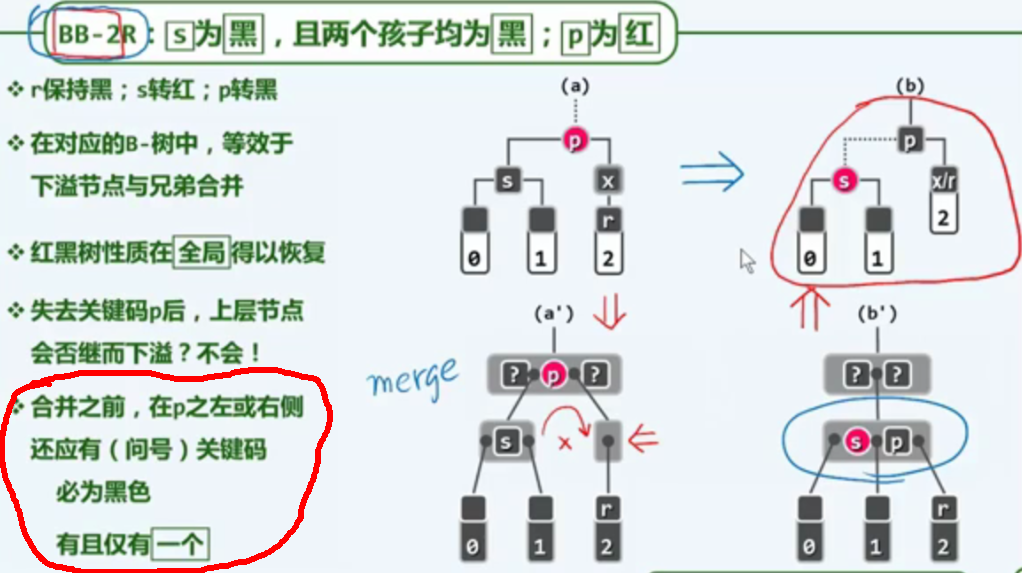 BB-2R：s为黑，且两个孩子均为黑；p为红
❖ r保持黑；s转红；p转黑
❖ 在对应的B-树中，等效于
下溢节点与兄弟合并
❖ 红黑树性质在全局得以恢复
❖ 失去关键码p后，上层节点
会否继而下溢？不会！
❖ 合并之前，在p之左或右侧
还应有（问号）关键码
必为黑色
有且仅有一个
(a)
p
s x
r
0 1 2
(b)
p
s x/r
2
0 1
(a')
? p ?
merge
s x
r
0 1 2
(b')
? ?
s p
r
0 1 2